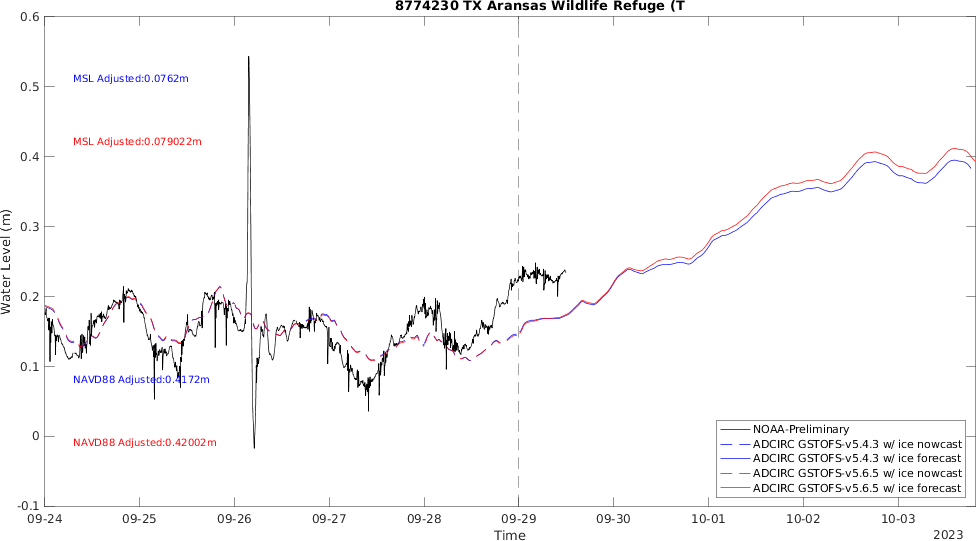 8774230 TX Aransas Wildlife Refuge (T
0.6
0.5
0.4
0.3
0.2
0.1
0
-0.1
Water Level (m)
MSL Adjusted:0.0762m
MSL Adjusted:0.079022m
NAVD88 Adjusted:0.4172m
NAVD88 Adjusted:0.42002m
NOAA-Preliminary
ADCIRC GSTOFS-v5.4.3 w/ ice nowcast
ADCIRC GSTOFS-v5.4.3 w/ ice forecast
ADCIRC GSTOFS-v5.6.5 w/ ice nowcast
ADCIRC GSTOFS-v5.6.5 w/ ice forecast
09-24 09-25 09-26 09-27 09-28 09-29 09-30 10-01 10-02 10-03
Time
2023